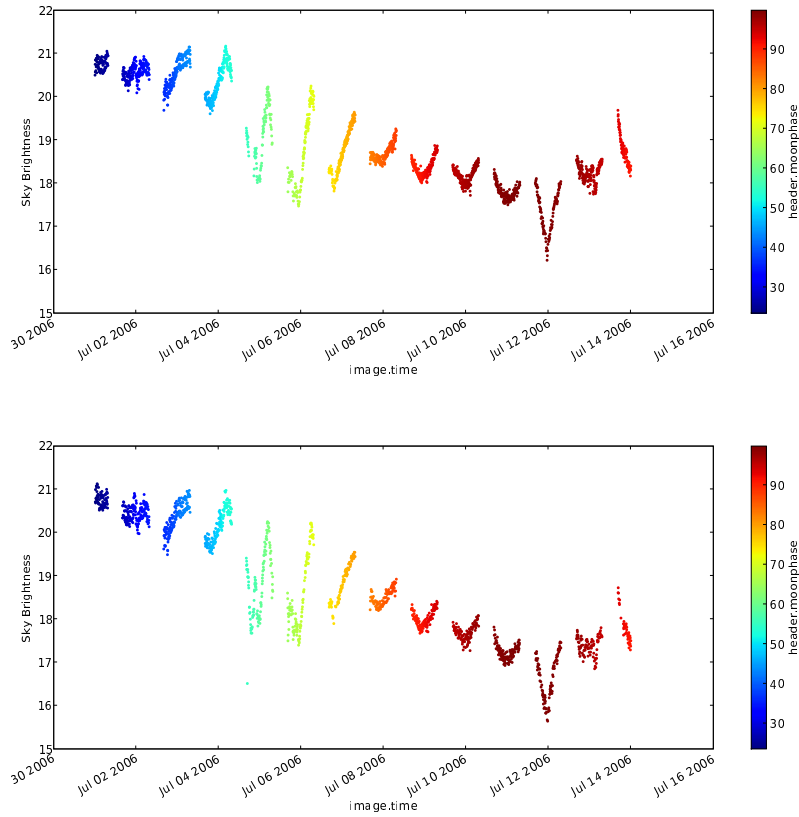 22
21
20
19
18
17
16
15
Sky Brightness
30 2006
Jul 02 2006
Jul 04 2006
Jul 06 2006
Jul 08 2006
Jul 10 2006
Jul 12 2006
Jul 14 2006
Jul 16 2006
image.time
90
80
70
60
50
40
30
header.moonphase
22
21
20
19
18
17
16
15
Sky Brightness
30 2006
Jul 02 2006
Jul 04 2006
Jul 06 2006
Jul 08 2006
Jul 10 2006
Jul 12 2006
Jul 14 2006
Jul 16 2006
image.time
90
80
70
60
50
40
30
header.moonphase